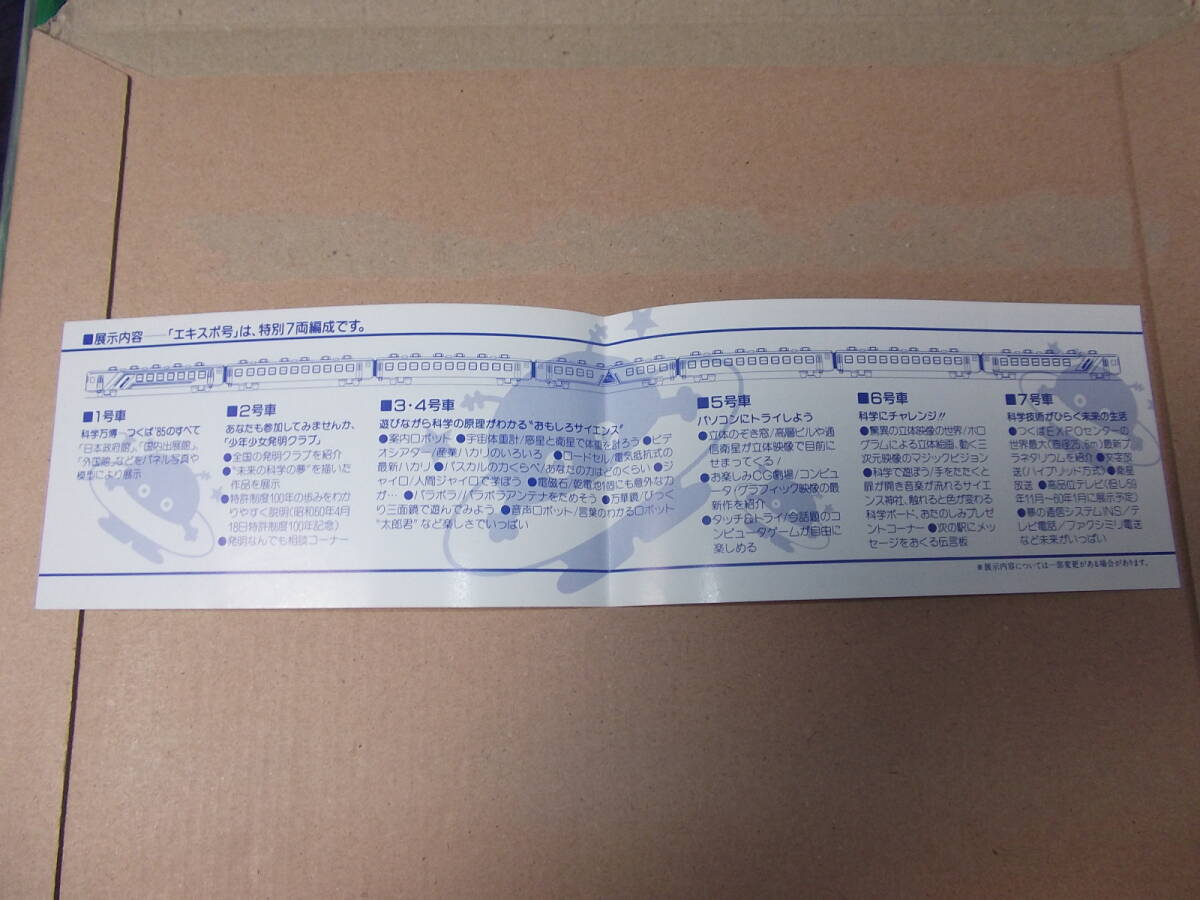 ■展示内容──「エキスポ号」は、特別7両編成です。
■1号車
科学万博─つくば'85のすべて
「日本政府館」、「国内出展館」、
「外国館」などをパネル写真や
模型により展示
■2号車
あなたも参加してみませんか、
「少年少女発明クラブ」
●全国の発明クラブを紹介
●"未来の科学の夢"を描いた
作品を展示
●特許制度100年の歩みをわか
りやすく説明(昭和60年4月
18日特許制度100年記念)
●発明なんでも相談コーナー
■3・4号車
遊びながら科学の原理がわかる"おもしろサイエンス"
●案内ロボット ●宇宙体重計/惑星と衛星で体重を計ろう ●ビデ
オシアター/産業ハカリのいろいろ ●ロードセル/電気抵抗式の
最新ハカリ ●パスカルの力くらべ/あなたの力はどのくらい ●ジ
ャイロ/人間ジャイロで学ぼう ●電磁石/乾電池1個にも意外な力
が… ●パラボラ/パラボラアンテナをためそう ●万華鏡/びっく
り三面鏡で遊んでみよう ●音声ロボット/言葉のわかるロボット
"太郎君"など楽しさでいっぱい
■5号車
パソコンにトライしよう
●立体のぞき窓/高層ビルや通
信衛星が立体映像で目前に
せまってくる!
●お楽しみCG劇場/コンピュ
ータ(グラフィック映像の最
新作を紹介
●タッチ&トライ/今話題のコ
ンピュータゲームが自由に
楽しめる
■6号車
科学にチャレンジ!!
●驚異の立体映像の世界/ホロ
グラムによる立体絵画、動く三
次元映像のマジックビジョン
●科学で遊ぼう/手をたたくと
扉が開き音楽が流れるサイエ
ンス神社、触れると色が変わる
科学ボード、おたのしみプレゼ
ントコーナー ●次の駅にメッ
セージをおくる伝言板
■7号車
科学技術がひらく未来の生活
●つくばEXPOセンターの
世界最大(直径25.6m)最新プ
ラネタリウムを紹介 ●文字放
送(ハイブリッド方式) ●衛星
放送 ●高品位テレビ(但し59
年11月〜60年1月に展示予定)
●夢の通信システムINS/テ
レビ電話/ファクシミリ電送
など未来がいっぱい
※展示内容については一部変更がある場合があります。